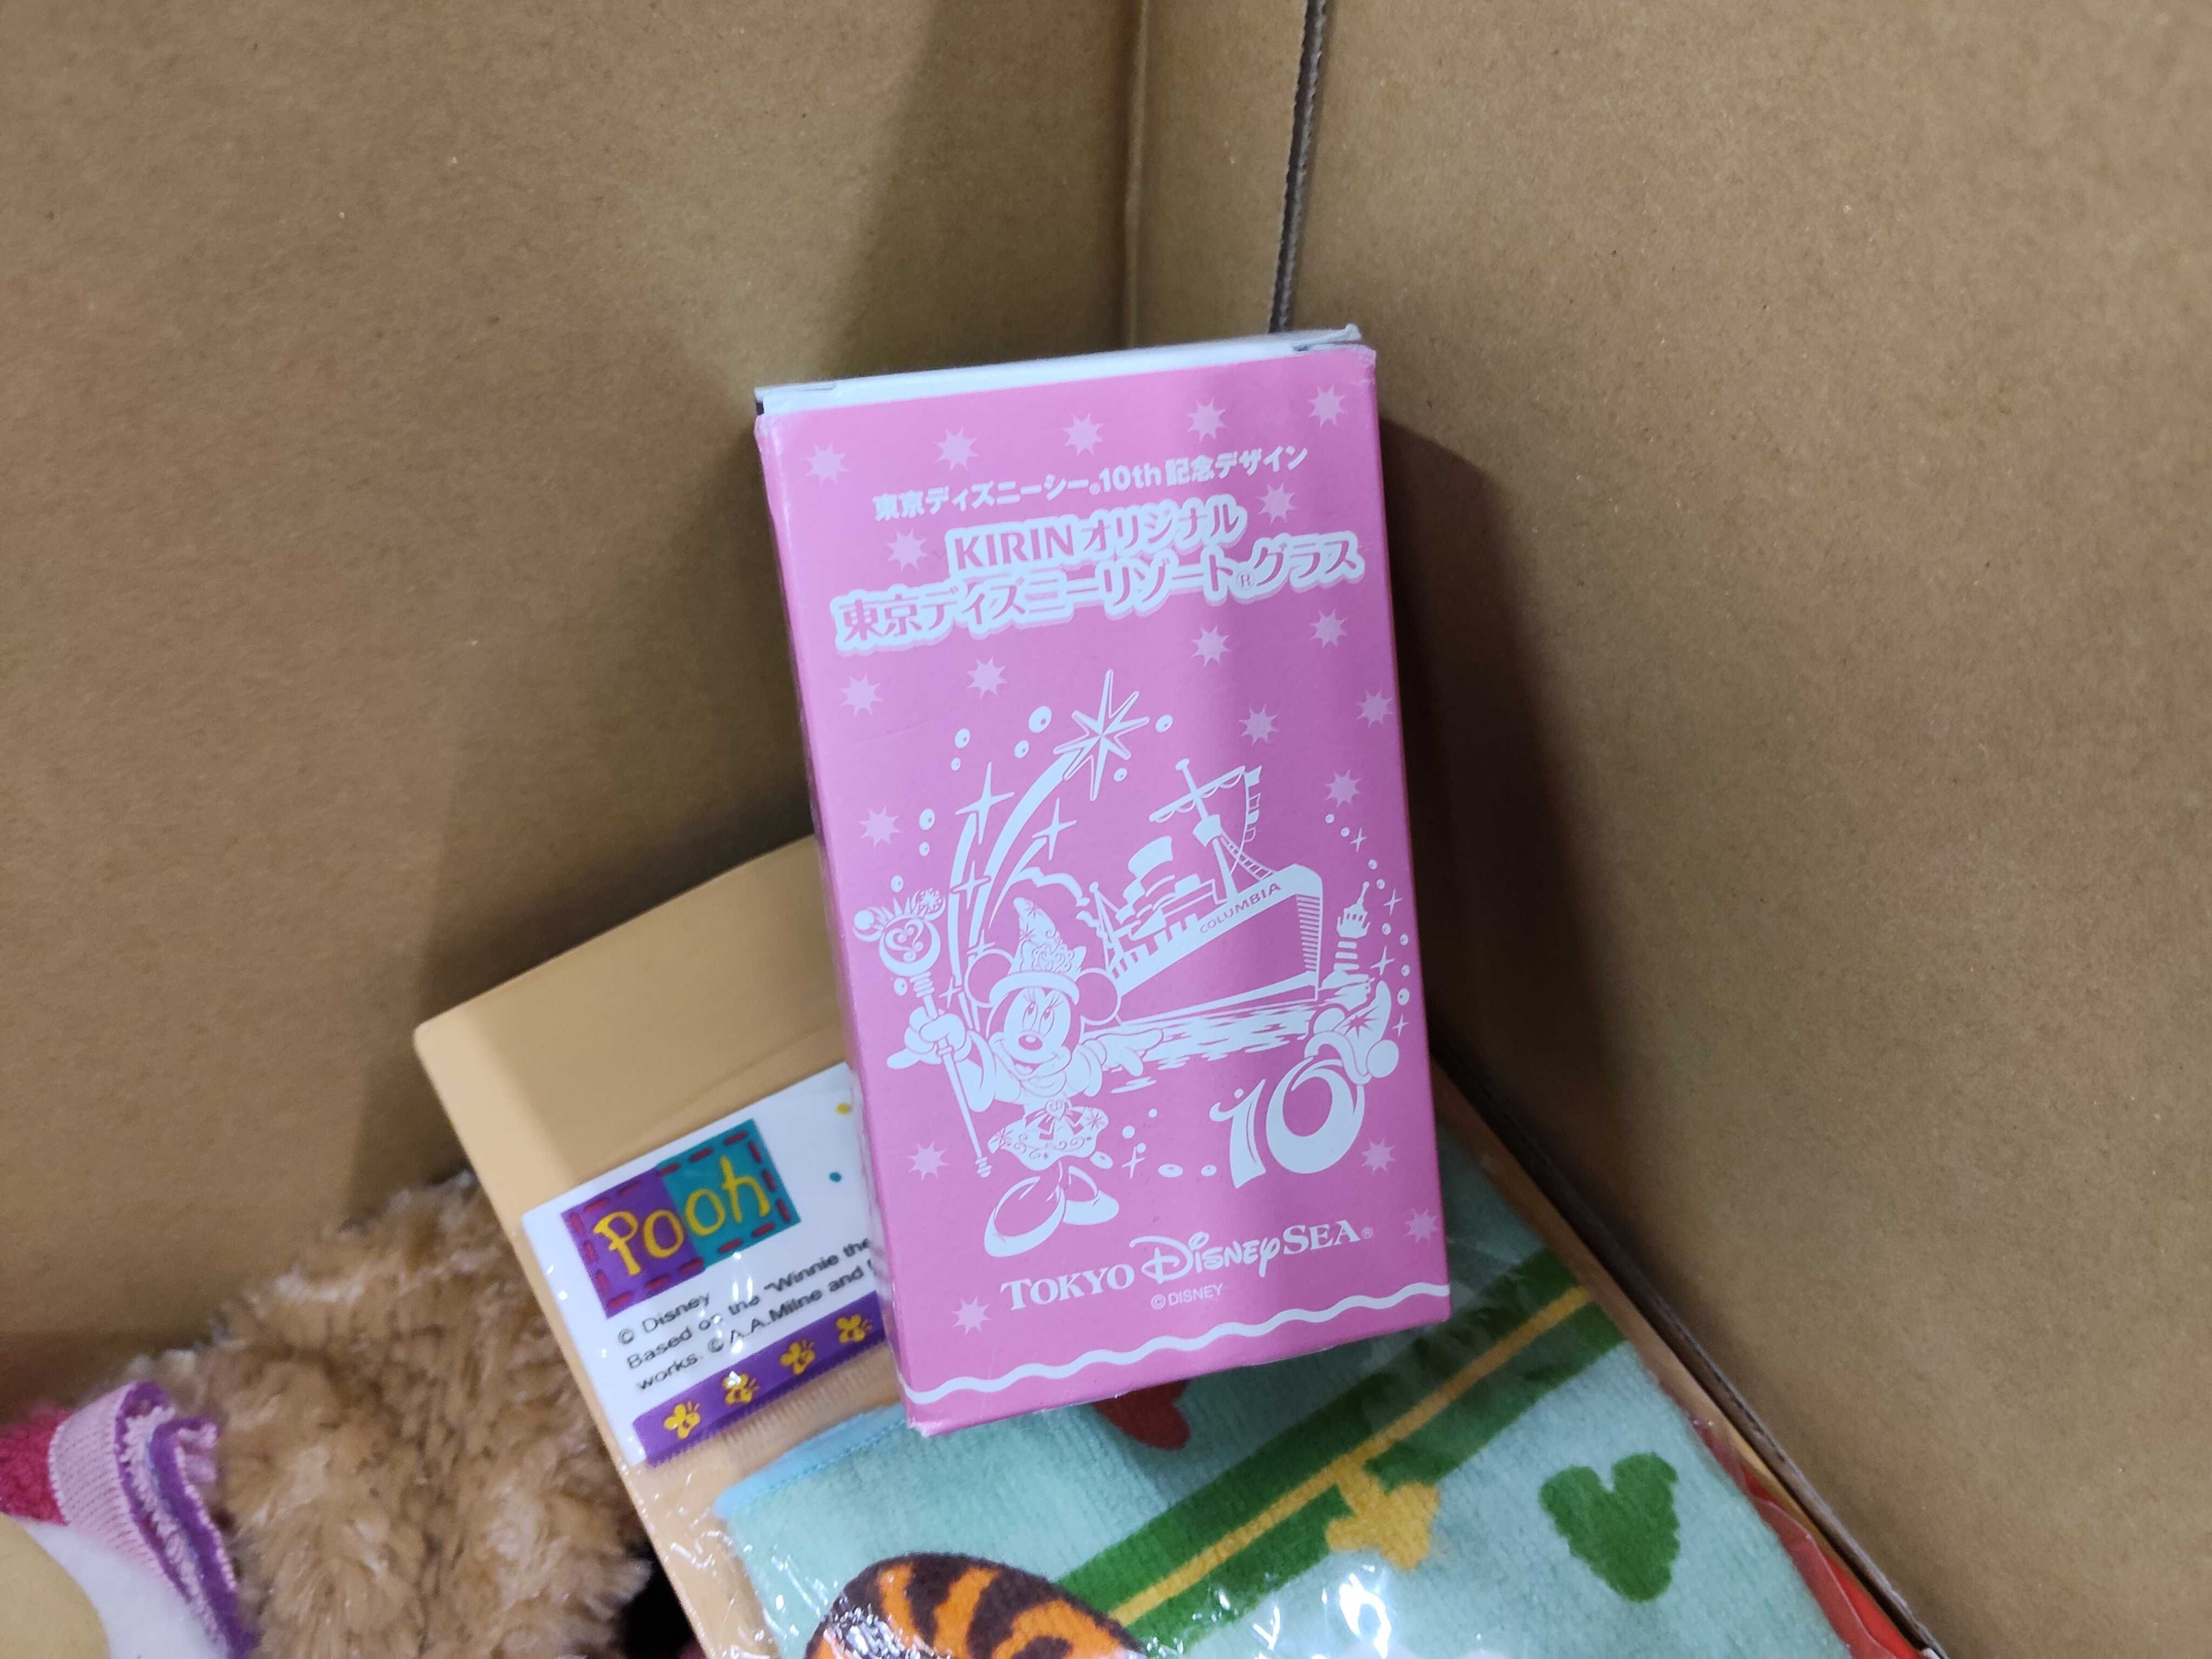 東京ディズニーシー®10th記念デザイン
KIRINオリジナル
東京ディズニーリゾート®グラス
COLUMBIA
10
TOKYO DisneySEA®
©DISNEY
Pooh
© Disney
Based on the "Winnie the
works. © A.A.Milne and